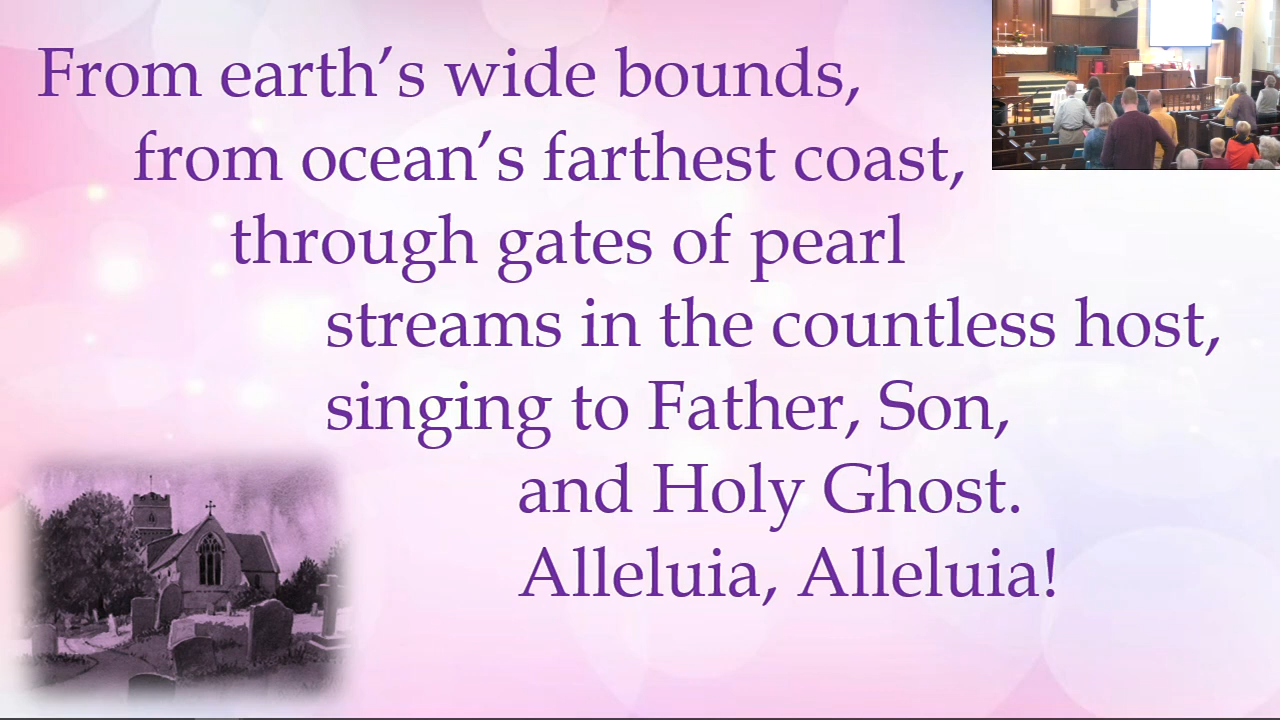 From earth’s wide bounds,
from ocean’s farthest coast,
through gates of pearl
streams in the countless host,
singing to Father, Son,
and Holy Ghost.
Alleluia, Alleluia!